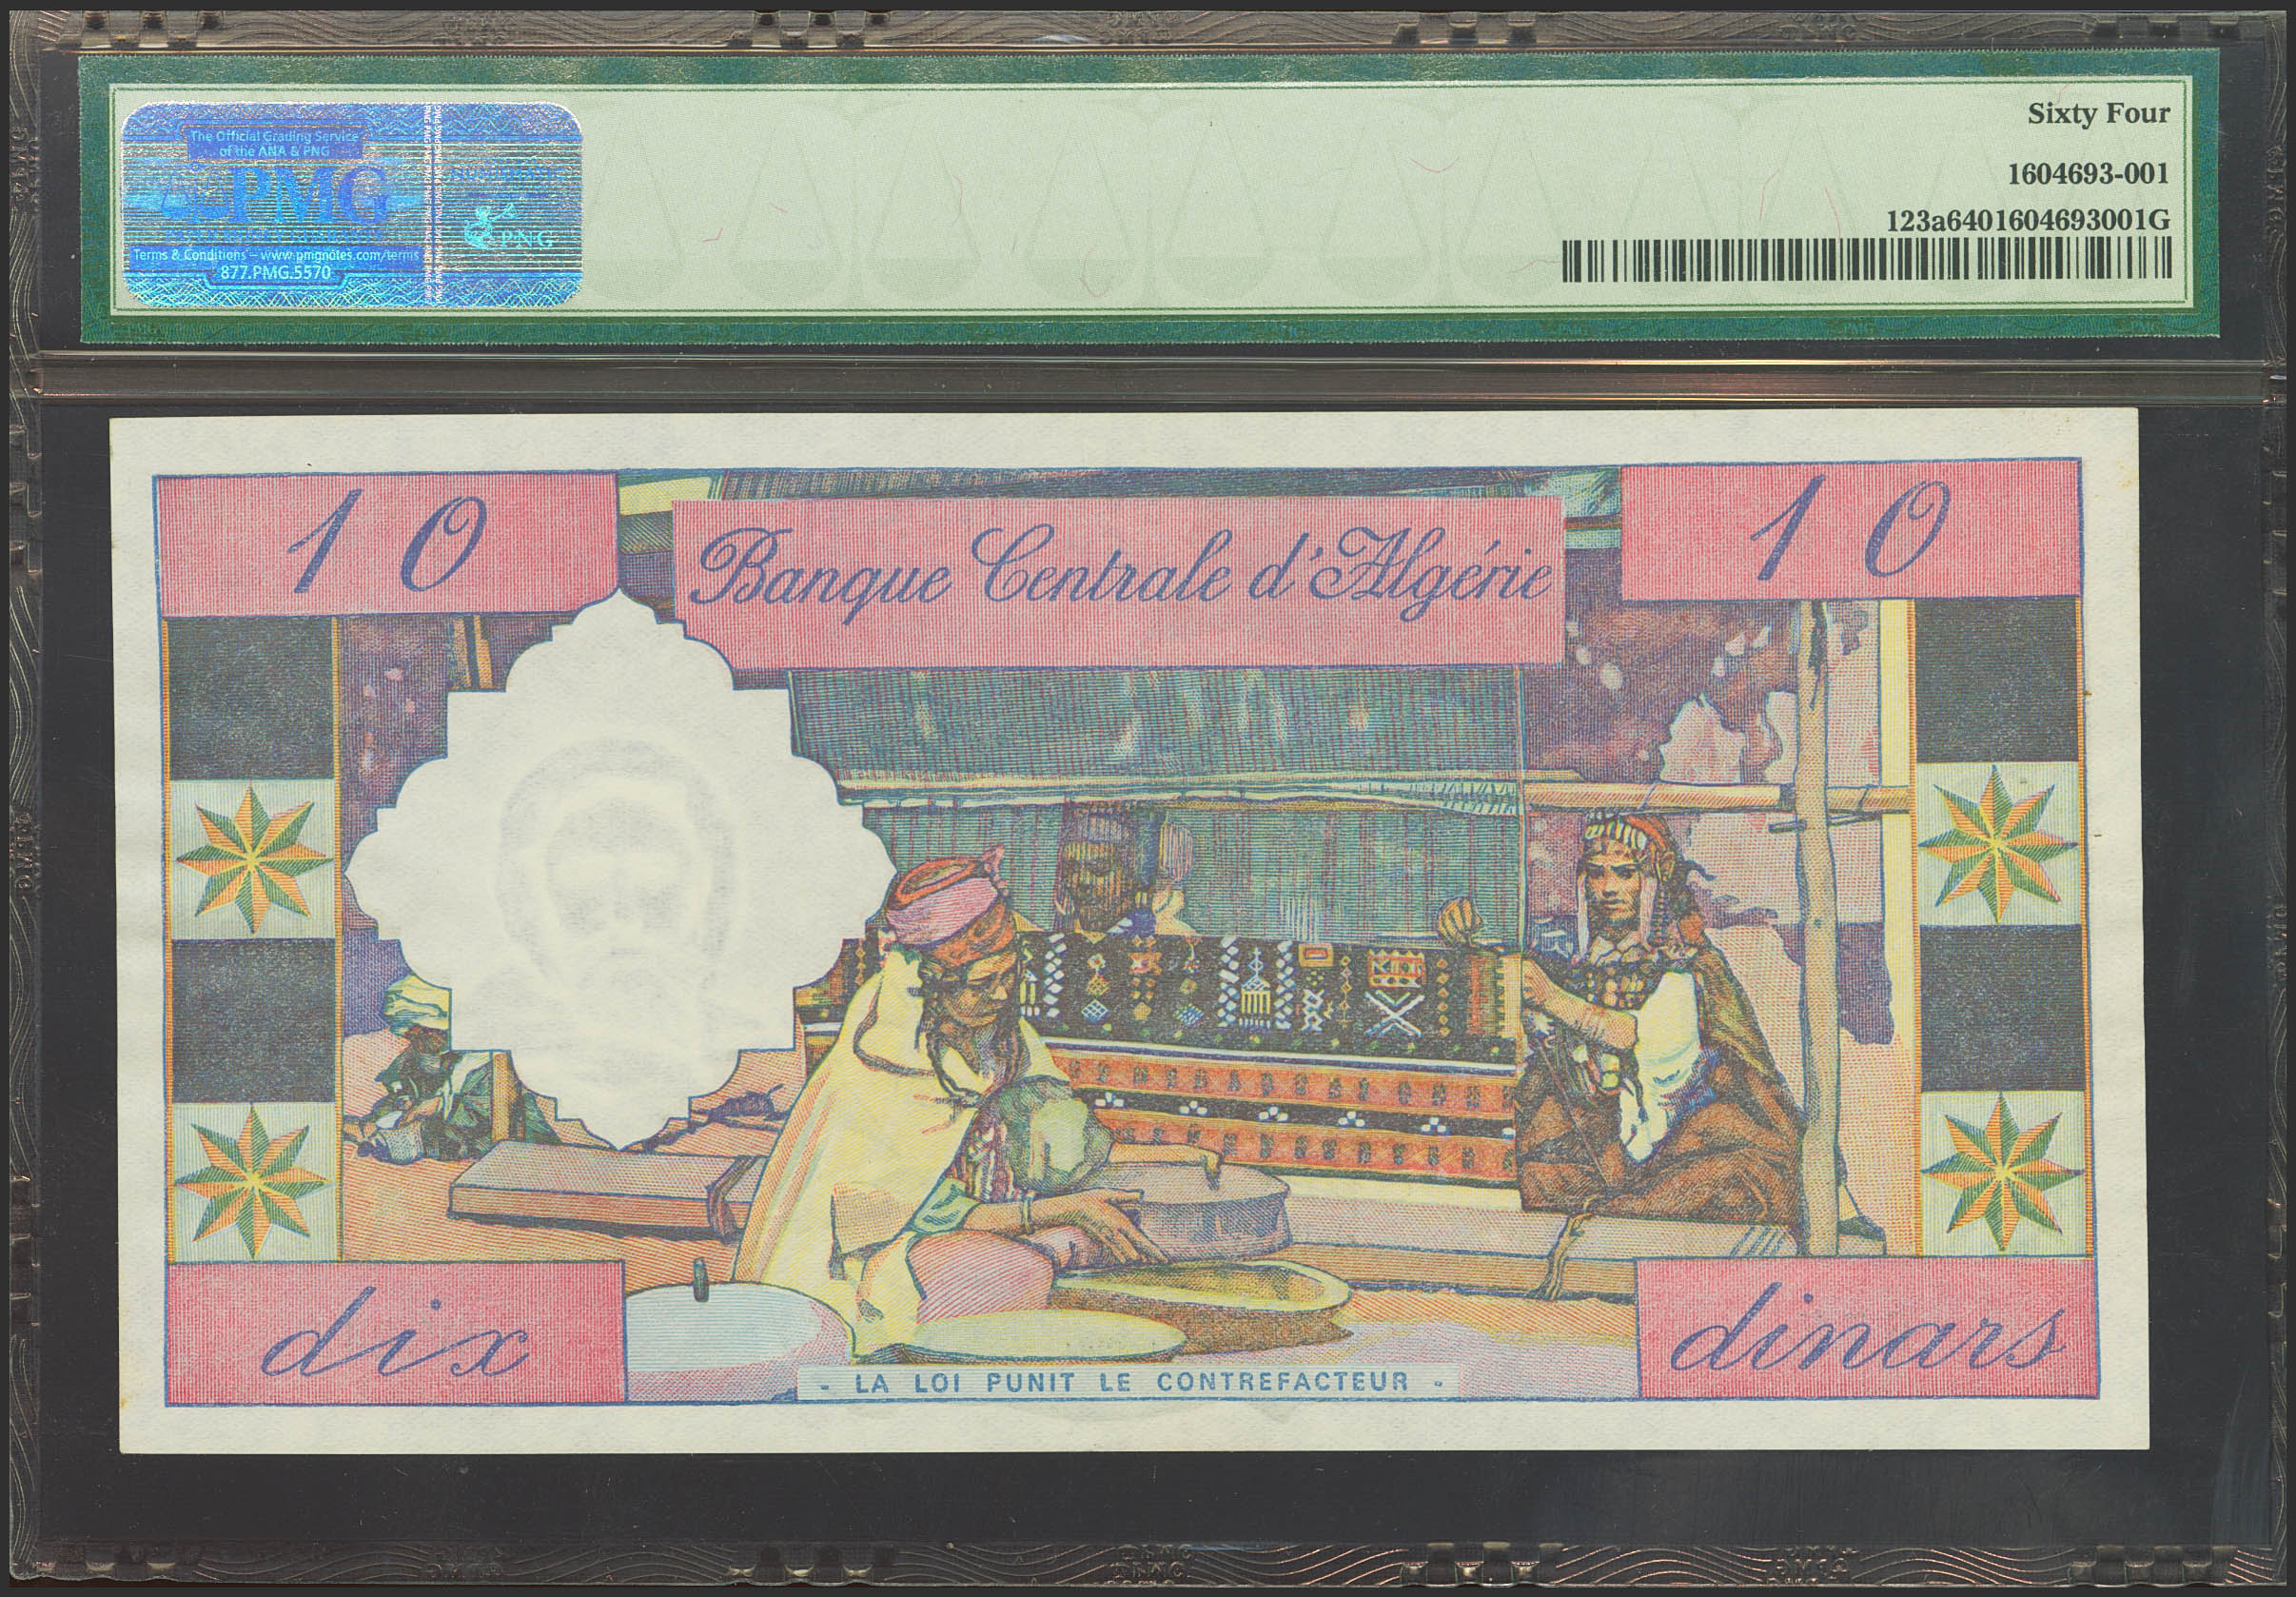 The Official Grading Service
of the ANA & PNG
PMG
PNG
Terms & Conditions – www.pmgnotes.com/terms
877.PMG.5570
Sixty Four
1604693-001
123a6401604693001G
10
Banque Centrale d'Algérie
10
dix
dinars
- LA LOI PUNIT LE CONTREFACTEUR -